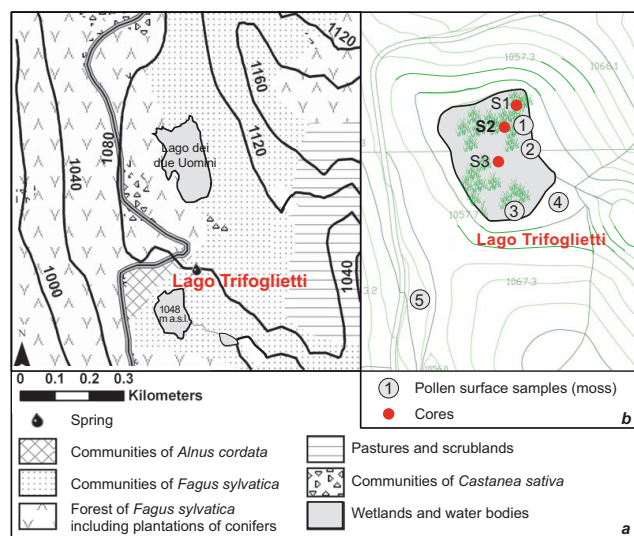 1120
1160
1080
1040
Lago dei
due Uomini
1120
1000
Lago Trifoglietti
1040
1048
m a.s.l.
N
0 0.1 0.2 0.3
Kilometers
Spring
Communities of Alnus cordata
Communities of Fagus sylvatica
Forest of Fagus sylvatica
including plantations of conifers
Pastures and scrublands
Communities of Castanea sativa
Wetlands and water bodies
a
1057.3
1066.1
S1
S2
1
2
S3
4
3
1057.7
Lago Trifoglietti
1067.3
3.2
5
1 Pollen surface samples (moss)
Cores
b